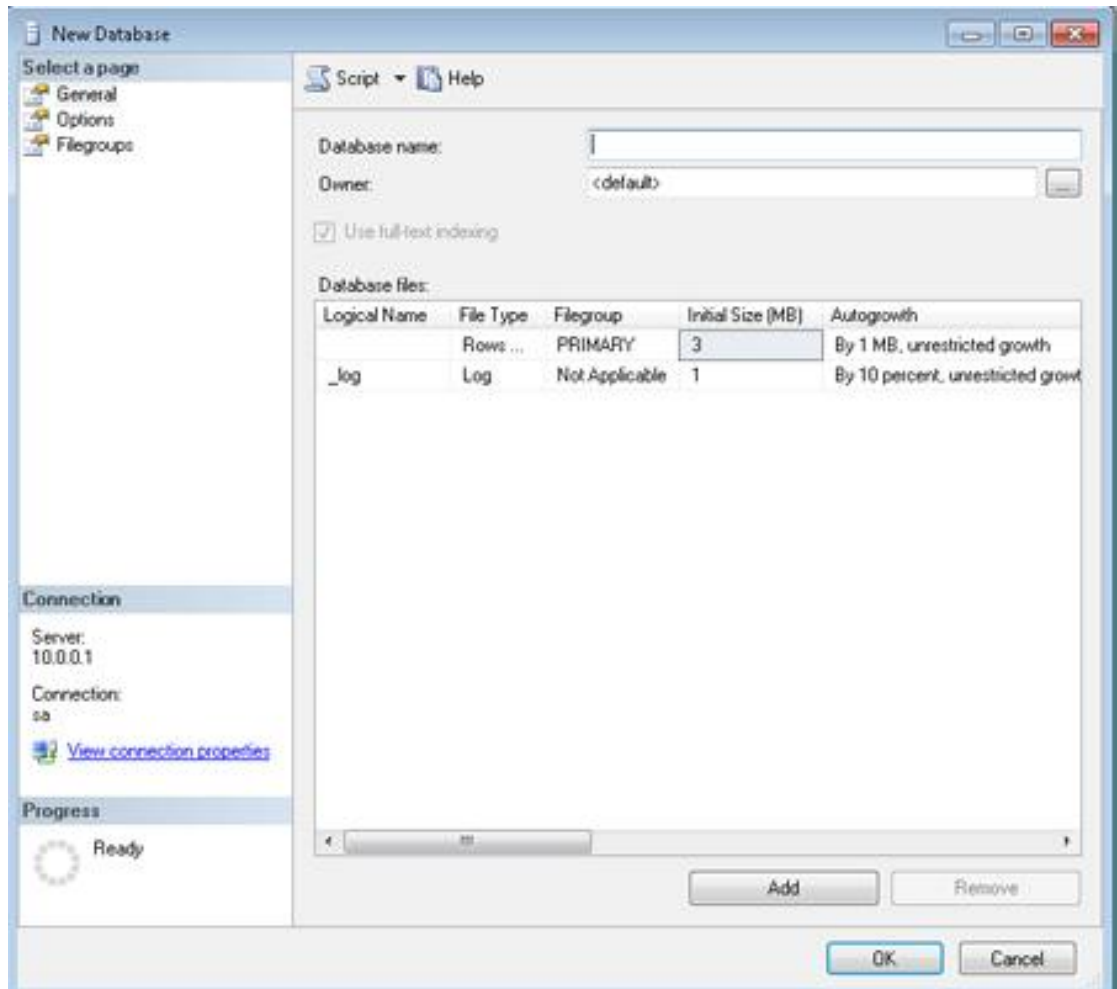 New Database
Select a page
General
Options
Filegroups
Script
Help
Database name:
Owner:
<default>
...
Use full-text indexing
Database files:
Logical Name File Type Filegroup Initial Size (MB) Autogrowth
Rows ... PRIMARY 3 By 1 MB, unrestricted growth
_log Log Not Applicable 1 By 10 percent, unrestricted growt
Connection
Server:
10.0.0.1
Connection:
sa
View connection properties
Progress
Ready
Add
Remove
OK
Cancel